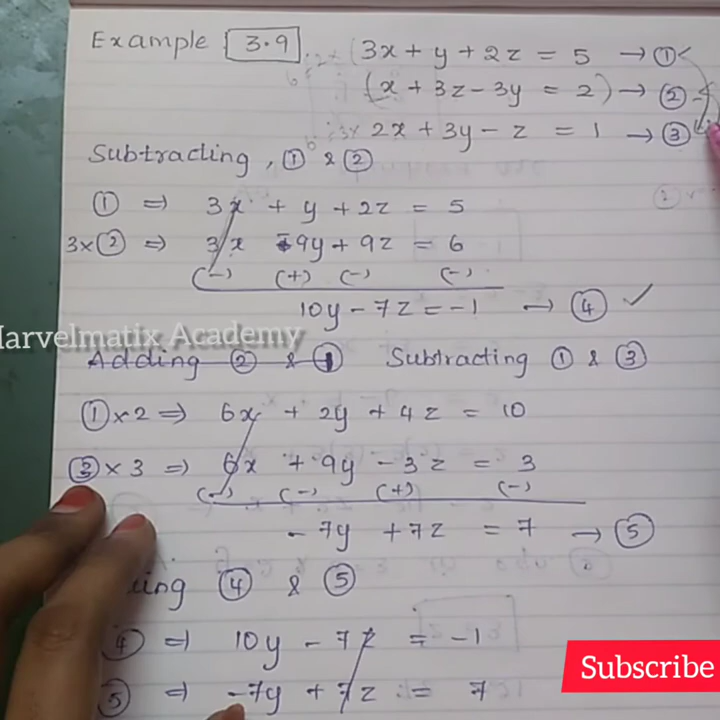 Example 3.9 3x + y + 2z = 5 → ①
(x + 3z - 3y = 2) → ②
2x + 3y - z = 1 → ③
Subtracting, ① & ②
① ⇒ 3x + y + 2z = 5
3×② ⇒ 3x - 9y + 9z = 6
(-) (+) (-) (-)
10y - 7z = -1 → ④ ✓
Marvelmatix Academy
Adding ② & ① Subtracting ① & ③
①×2 ⇒ 6x + 2y + 4z = 10
③×3 ⇒ 6x + 9y - 3z = 3
(-) (-) (+) (-)
-7y + 7z = 7 → ⑤
④ & ⑤
④ ⇒ 10y - 7z = -1
Subscribe
⑤ ⇒ -7y + 7z = 7